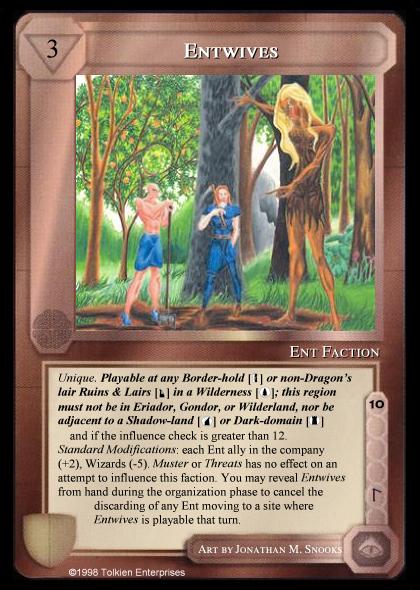 3
ENTWIVES
ENT FACTION
Unique. Playable at any Border-hold [] or non-Dragon's
lair Ruins & Lairs [] in a Wilderness []; this region
must not be in Eriador, Gondor, or Wilderland, nor be
adjacent to a Shadow-land [] or Dark-domain []
and if the influence check is greater than 12.
Standard Modifications: each Ent ally in the company
(+2), Wizards (-5). Muster or Threats has no effect on an
attempt to influence this faction. You may reveal Entwives
from hand during the organization phase to cancel the
discarding of any Ent moving to a site where
Entwives is playable that turn.
10
ART BY JONATHAN M. SNOOKS
©1998 Tolkien Enterprises